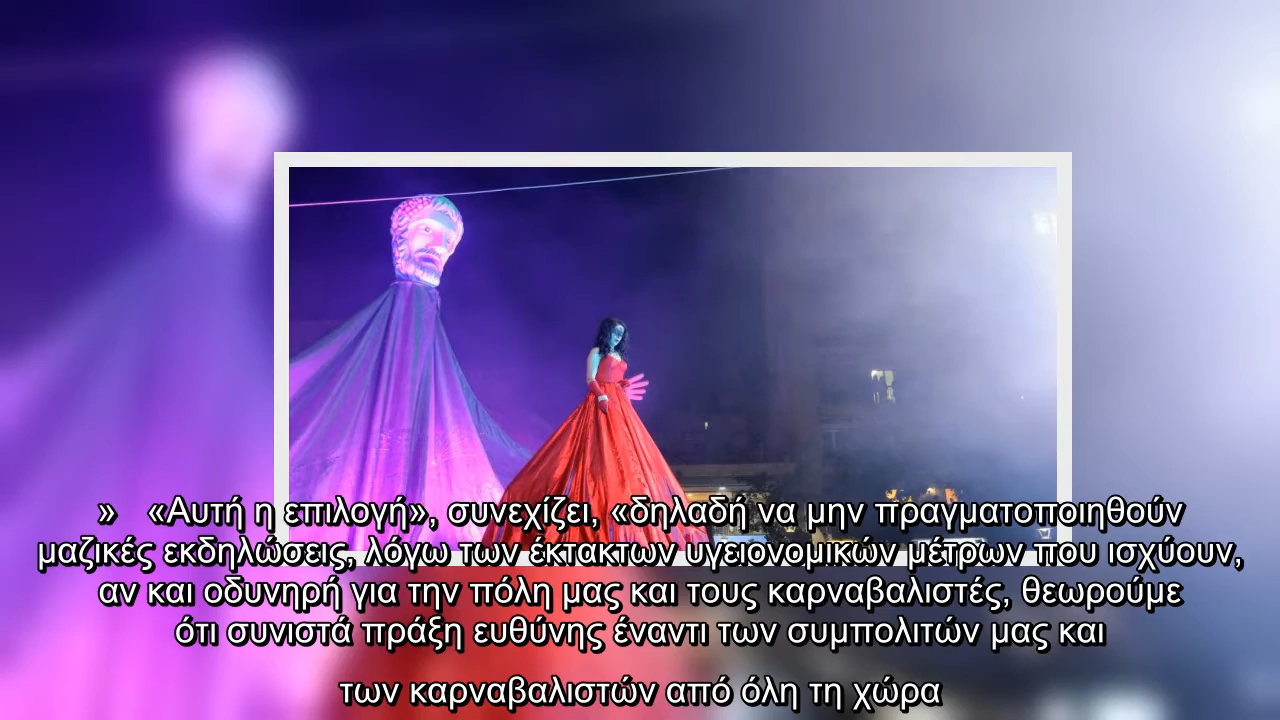 » «Αυτή η επιλογή», συνεχίζει, «δηλαδή να μην πραγματοποιηθούν
μαζικές εκδηλώσεις, λόγω των έκτακτων υγειονομικών μέτρων που ισχύουν,
αν και οδυνηρή για την πόλη μας και τους καρναβαλιστές, θεωρούμε
ότι συνιστά πράξη ευθύνης έναντι των συμπολιτών μας και
των καρναβαλιστών από όλη τη χώρα